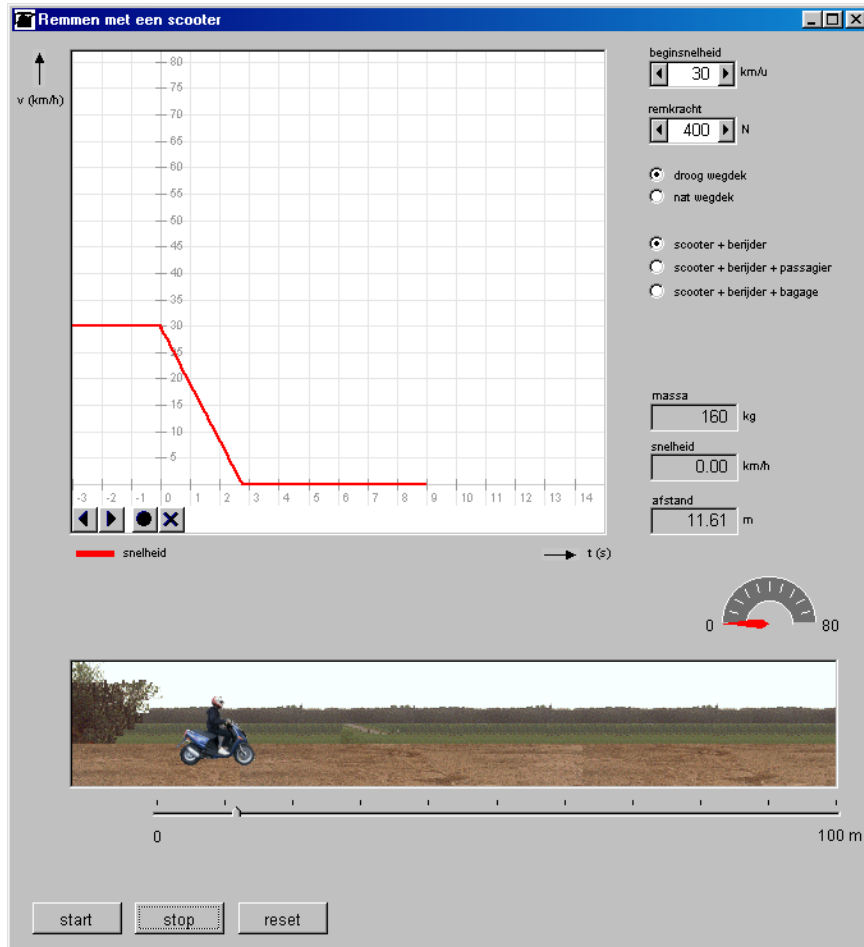 Remmen met een scooter
v (km/h)
80
75
70
65
60
55
50
45
40
35
30
25
20
15
10
5
-3 -2 -1 0 1 2 3 4 5 6 7 8 9 10 11 12 13 14
snelheid
t (s)
beginsnelheid
30 km/u
remkracht
400 N
droog wegdek
nat wegdek
scooter + berijder
scooter + berijder + passagier
scooter + berijder + bagage
massa
160 kg
snelheid
0.00 km/h
afstand
11.61 m
0 80
0 100 m
start stop reset